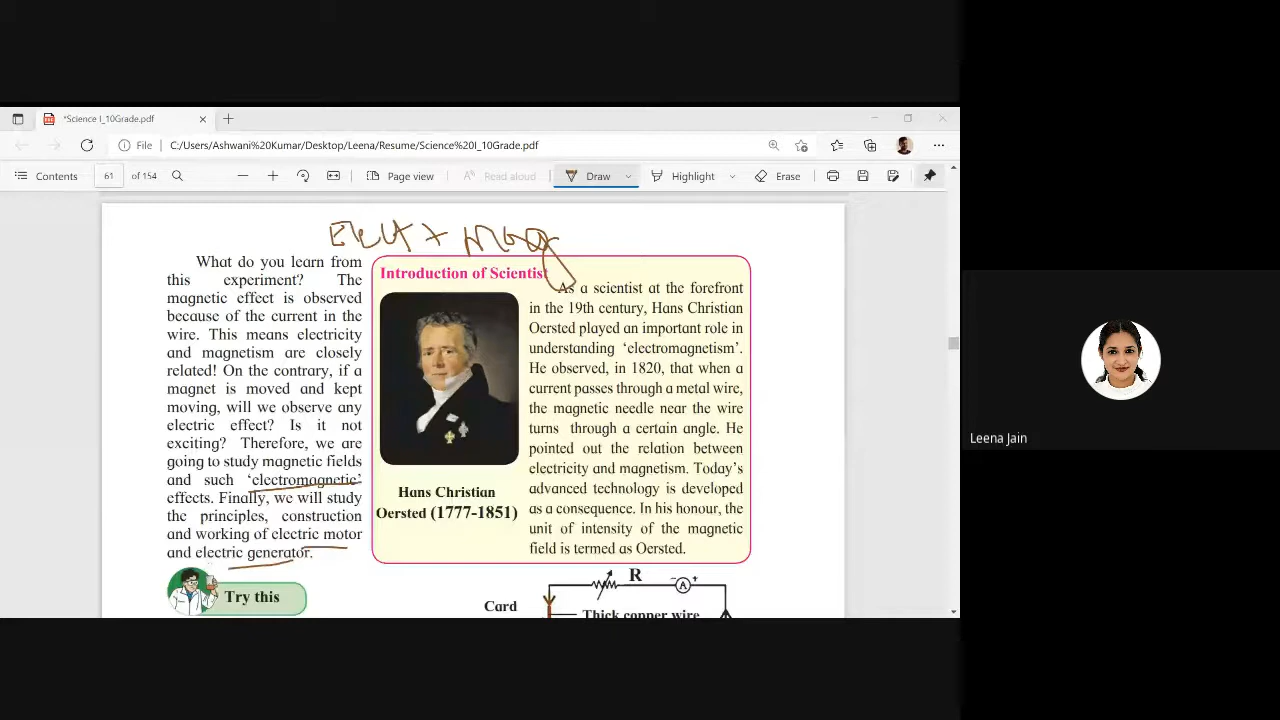 *Science I_10Grade.pdf
File C:/Users/Ashwani%20Kumar/Desktop/Leena/Resume/Science%20I_10Grade.pdf
Contents 61 of 154 Page view Read aloud Draw Highlight Erase
What do you learn from
this experiment? The
magnetic effect is observed
because of the current in the
wire. This means electricity
and magnetism are closely
related! On the contrary, if a
magnet is moved and kept
moving, will we observe any
electric effect? Is it not
exciting? Therefore, we are
going to study magnetic fields
and such ‘electromagnetic’
effects. Finally, we will study
the principles, construction
and working of electric motor
and electric generator.
Try this
Introduction of Scientist
Hans Christian
Oersted (1777-1851)
As a scientist at the forefront
in the 19th century, Hans Christian
Oersted played an important role in
understanding ‘electromagnetism’.
He observed, in 1820, that when a
current passes through a metal wire,
the magnetic needle near the wire
turns through a certain angle. He
pointed out the relation between
electricity and magnetism. Today’s
advanced technology is developed
as a consequence. In his honour, the
unit of intensity of the magnetic
field is termed as Oersted.
R
- A +
Card
Thick copper wire
Leena Jain